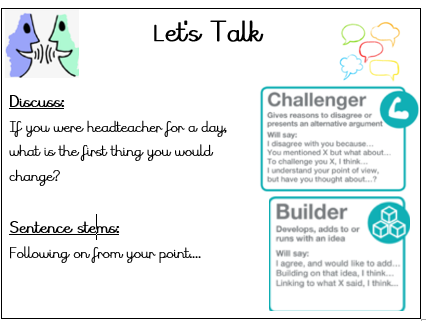 Let's Talk
Discuss:
If you were headteacher for a day,
what is the first thing you would
change?
Sentence stems:
Following on from your point...
Challenger
Gives reasons to disagree or
presents an alternative argument
Will say:
I disagree with you because...
You mentioned X but what about...
To challenge you X, I think...
I understand your point of view,
but have you thought about...?
Builder
Develops, adds to or
runs with an idea
Will say:
I agree, and would like to add...
Building on that idea, I think...
Linking to what X said, I think...